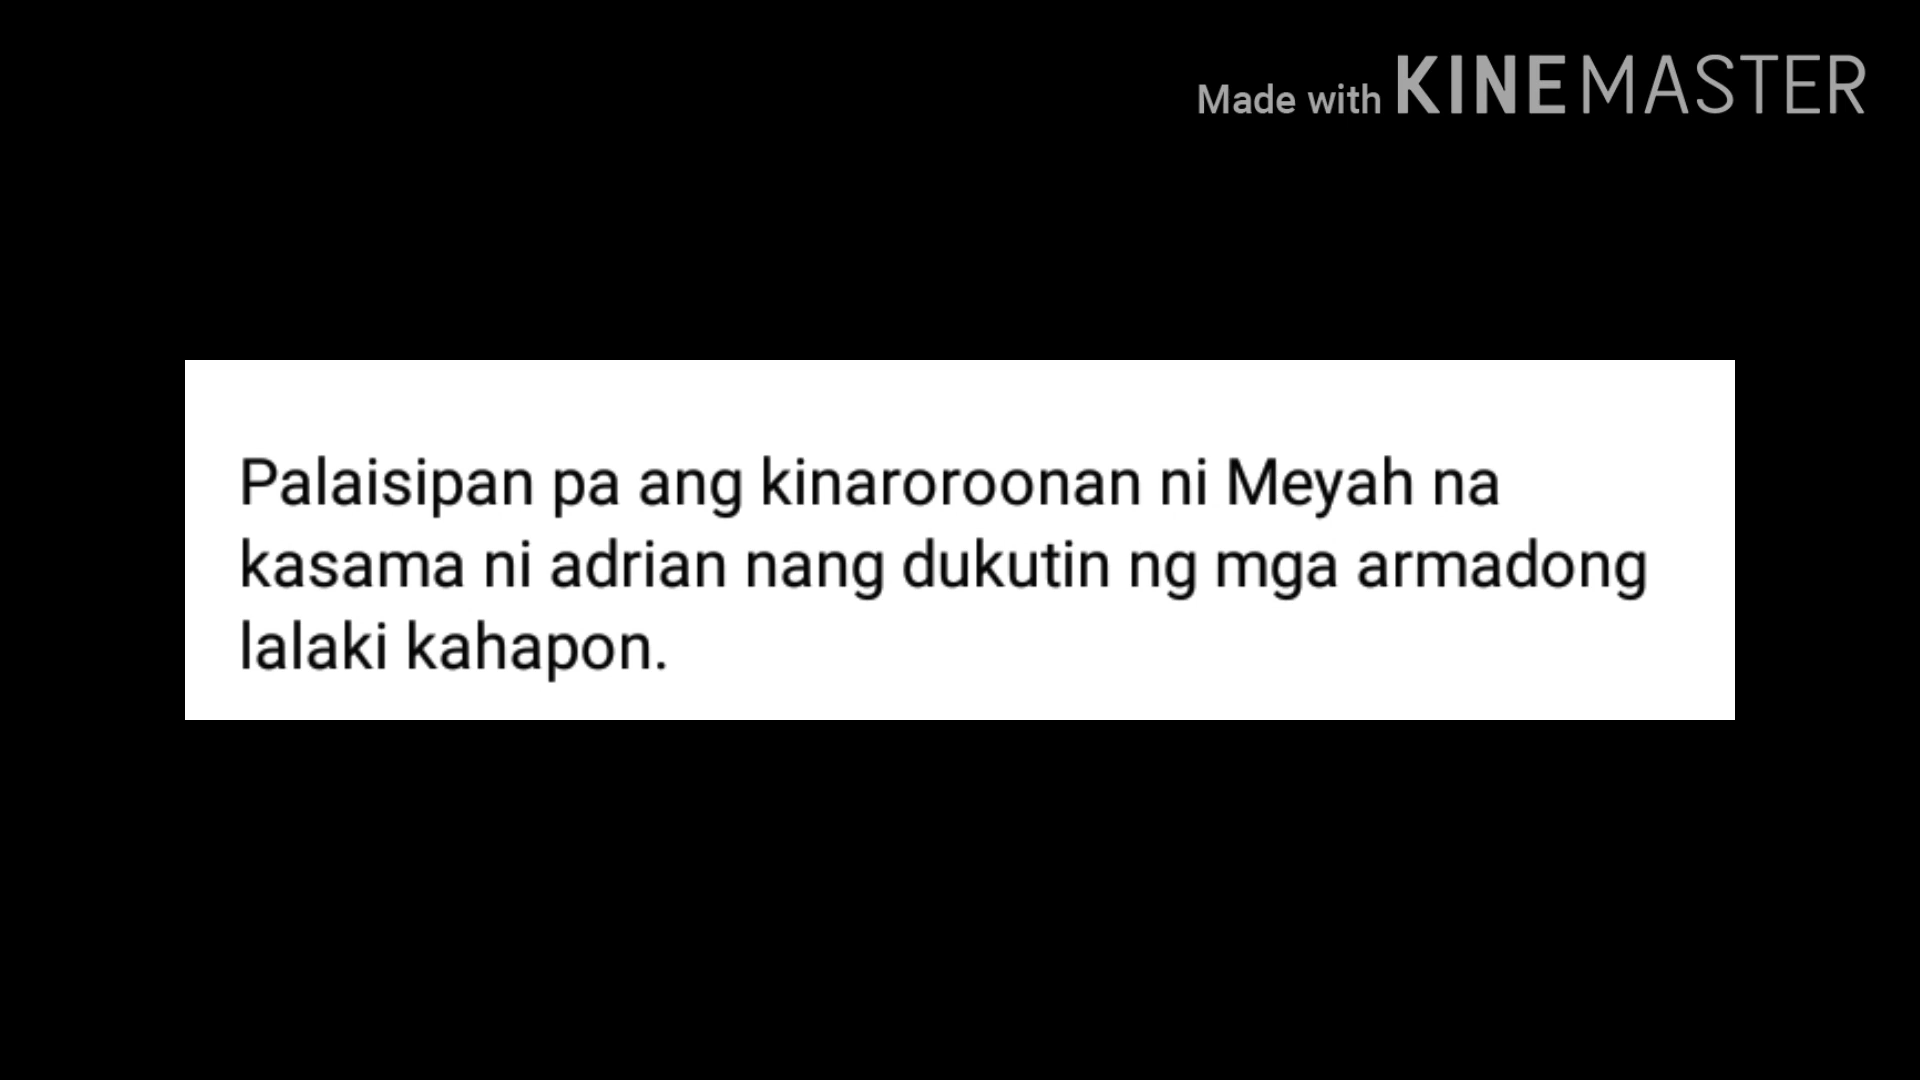 Made with KINEMASTER
Palaisipan pa ang kinaroroonan ni Meyah na
kasama ni adrian nang dukutin ng mga armadong
lalaki kahapon.